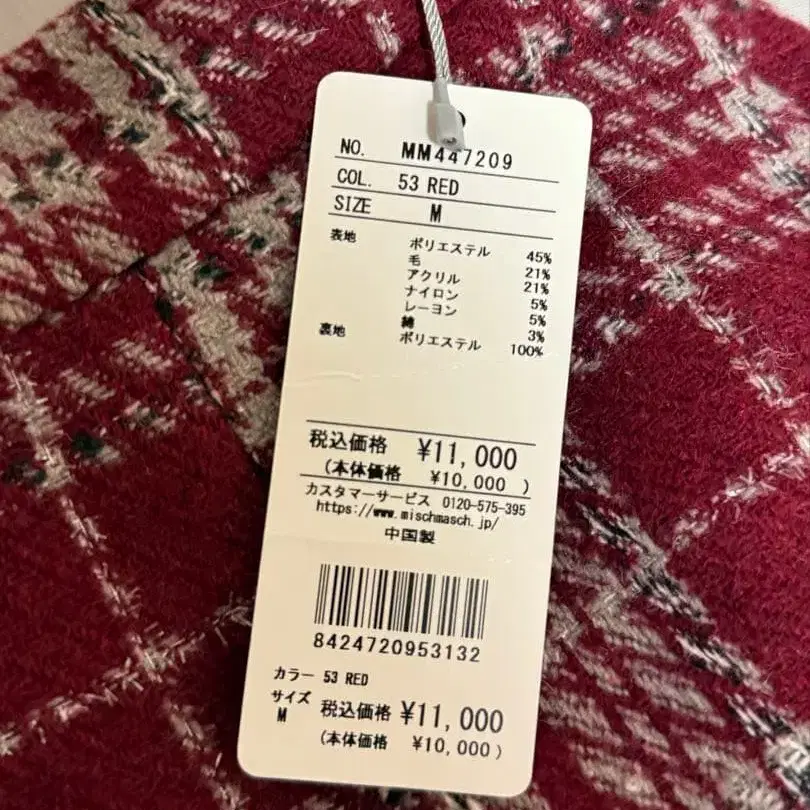 NO. MM447209
COL. 53 RED
SIZE M
表地 ポリエステル 45%
毛 21%
アクリル 21%
ナイロン 5%
レーヨン 5%
綿 3%
裏地 ポリエステル 100%
税込価格 ¥11,000
(本体価格 ¥10,000 )
カスタマーサービス 0120-575-395
https://www.mischmasch.jp/
中国製
8424720953132
カラー 53 RED
サイズ M
税込価格 ¥11,000
(本体価格 ¥10,000)